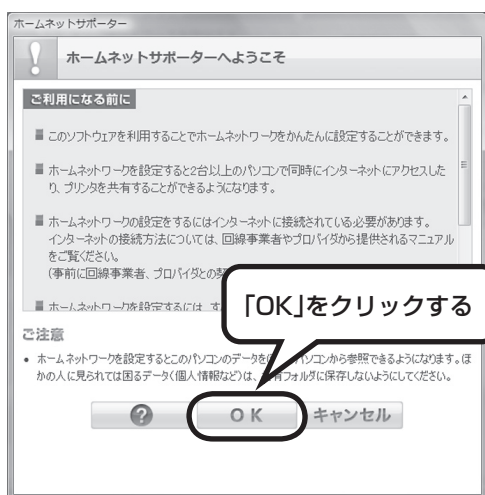 ホームネットサポーター
ホームネットサポーターへようこそ
ご利用になる前に
このソフトウェアを利用することでホームネットワークをかんたんに設定することができます。
ホームネットワークを設定すると2台以上のパソコンで同時にインターネットにアクセスした
り、プリンタを共有することができるようになります。
ホームネットワークの設定をするにはインターネットに接続されている必要があります。
インターネットの接続方法については、回線事業者やプロバイダから提供されるマニュアル
をご覧ください。
(事前に回線事業者、プロバイダとの
ホームネットワークを設定するには、
「OK」をクリックする
ご注意
• ホームネットワークを設定するとこのパソコンのデータを パソコンから参照できるようになります。ほ
かの人に見られては困るデータ(個人情報など)は、 フォルダに保存しないようにしてください。
? OK キャンセル